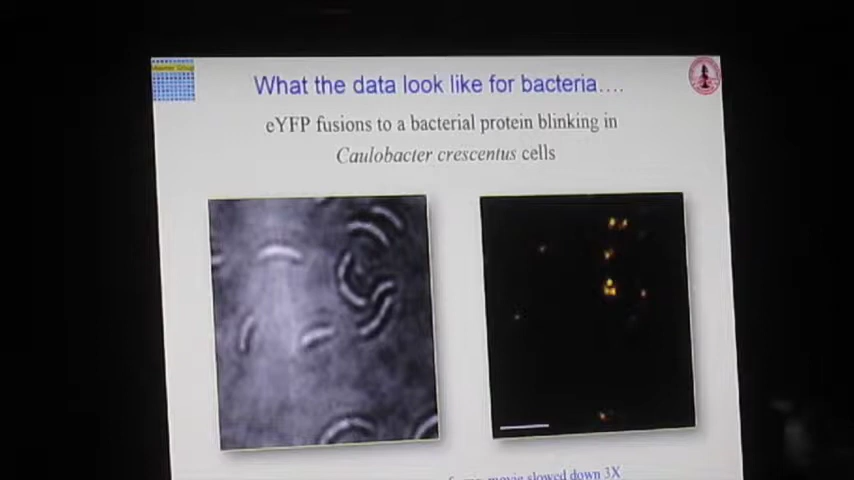 What the data look like for bacteria….
eYFP fusions to a bacterial protein blinking in
Caulobacter crescentus cells
movie slowed down 3X